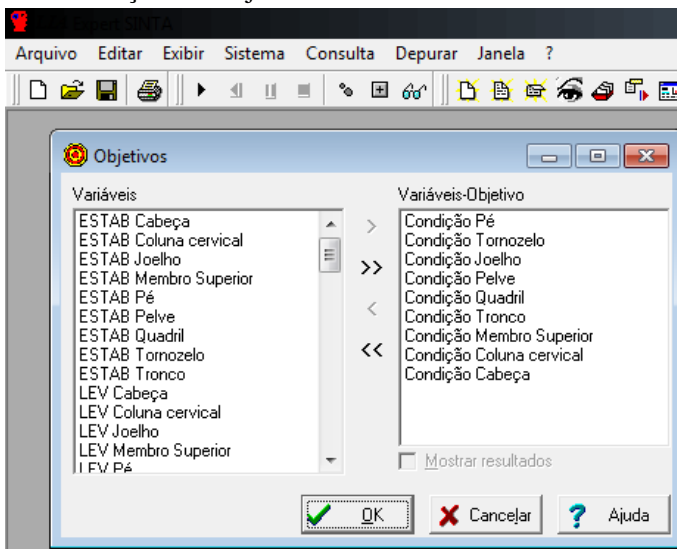 Expert SINTA
Arquivo Editar Exibir Sistema Consulta Depurar Janela ?
Objetivos
Variáveis
ESTAB Cabeça
ESTAB Coluna cervical
ESTAB Joelho
ESTAB Membro Superior
ESTAB Pé
ESTAB Pelve
ESTAB Quadril
ESTAB Tornozelo
ESTAB Tronco
LEV Cabeça
LEV Coluna cervical
LEV Joelho
LEV Membro Superior
LEV Pé
>
>>
<
<<
Variáveis-Objetivo
Condição Pé
Condição Tornozelo
Condição Joelho
Condição Pelve
Condição Quadril
Condição Tronco
Condição Membro Superior
Condição Coluna cervical
Condição Cabeça
Mostrar resultados
OK Cancelar ? Ajuda